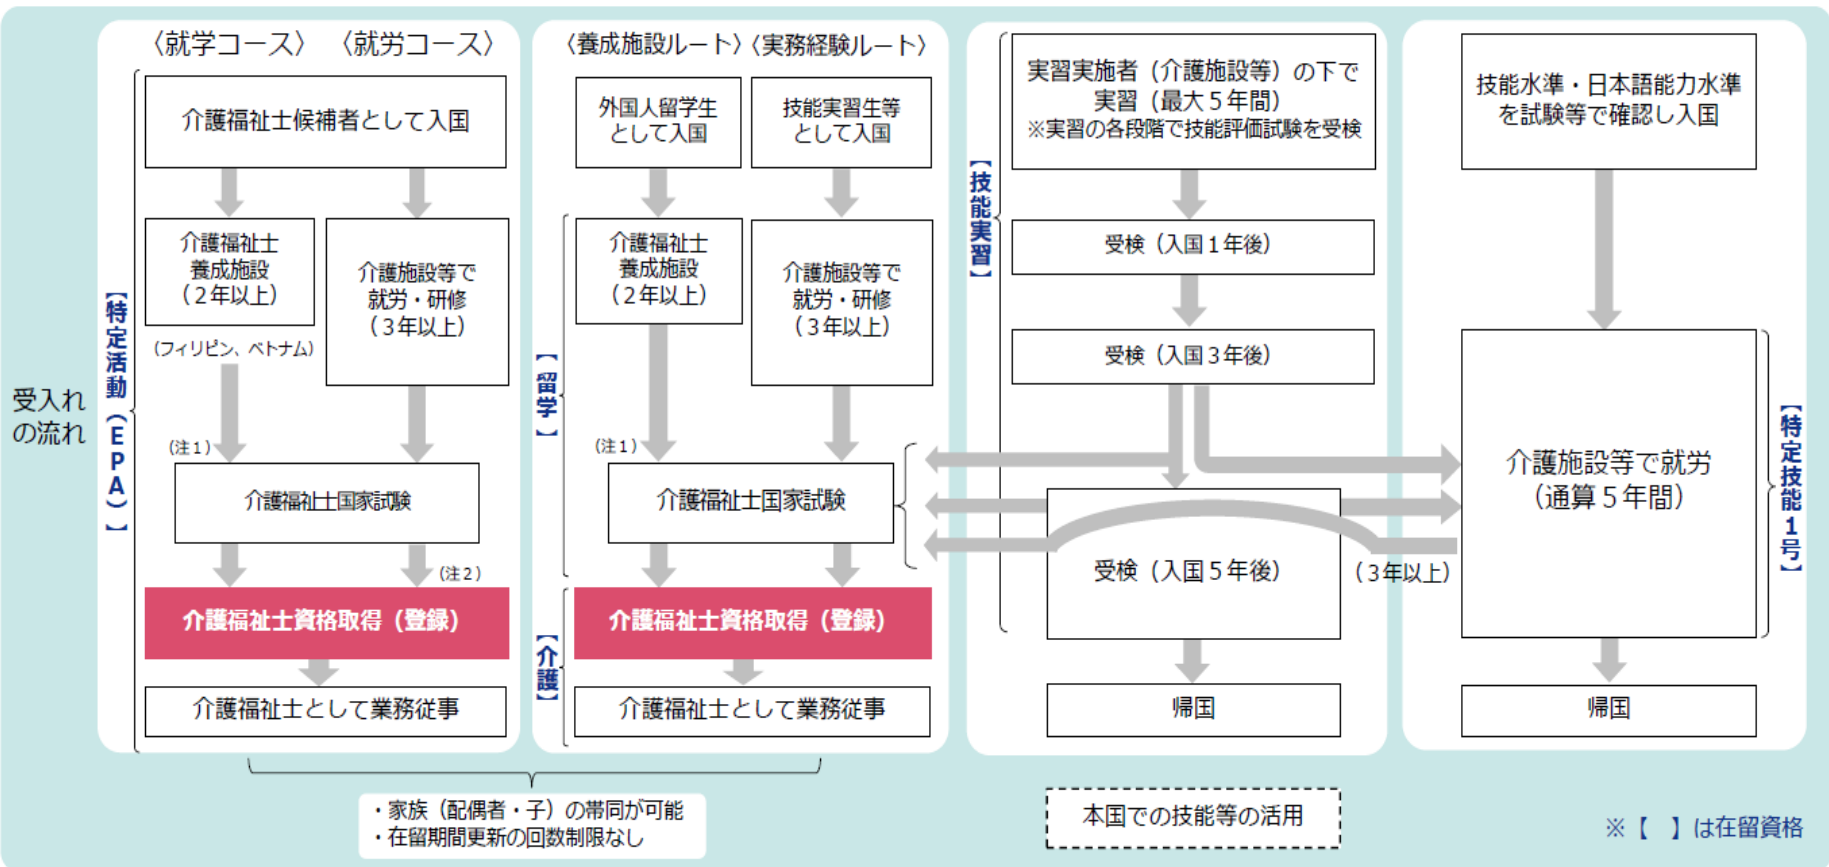 受入れ
の流れ
〈就学コース〉
〈就労コース〉
【特定活動（ＥＰＡ）】
介護福祉士候補者として入国
介護福祉士
養成施設
（２年以上）
（フィリピン、ベトナム）
介護施設等で
就労・研修
（３年以上）
（注１）
介護福祉士国家試験
（注２）
介護福祉士資格取得（登録）
介護福祉士として業務従事
〈養成施設ルート〉
〈実務経験ルート〉
外国人留学生
として入国
技能実習生等
として入国
【留学】
介護福祉士
養成施設
（２年以上）
介護施設等で
就労・研修
（３年以上）
（注１）
介護福祉士国家試験
【介護】
介護福祉士資格取得（登録）
介護福祉士として業務従事
・家族（配偶者・子）の帯同が可能
・在留期間更新の回数制限なし
【技能実習】
実習実施者（介護施設等）の下で
実習（最大５年間）
※実習の各段階で技能評価試験を受検
受検（入国１年後）
受検（入国３年後）
受検（入国５年後）
帰国
本国での技能等の活用
技能水準・日本語能力水準
を試験等で確認し入国
介護施設等で就労
（通算５年間）
（３年以上）
【特定技能１号】
帰国
※【　】は在留資格